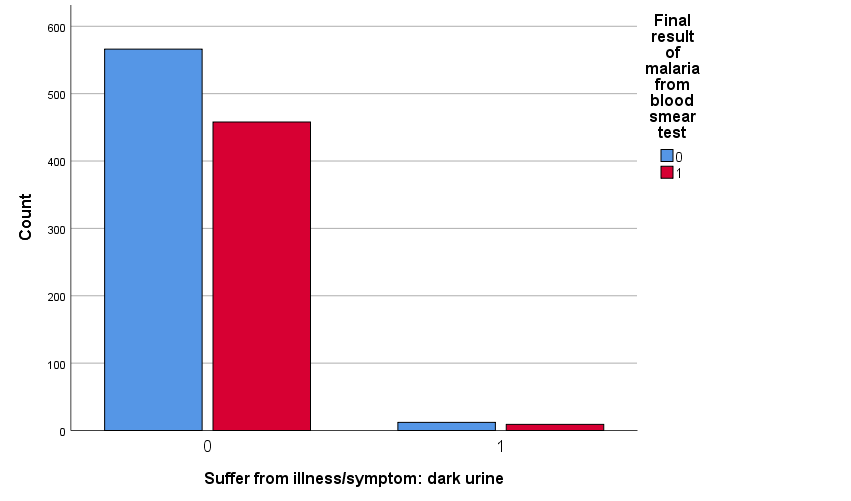 600
500
400
300
200
100
0
Count
0
1
Suffer from illness/symptom: dark urine
Final
result
of
malaria
from
blood
smear
test
0
1